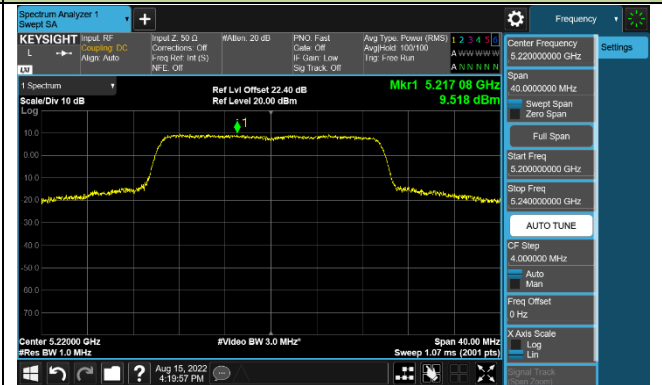 Spectrum Analyzer 1
Swept SA
Frequency
KEYSIGHT
Input: RF
Coupling: DC
Align: Auto
Input Z: 50 Ω
Corrections: Off
Freq Ref: Int (S)
NFE: Off
#Atten: 20 dB
PNO: Fast
Gate: Off
IF Gain: Low
Sig Track: Off
Avg Type: Power (RMS)
Avg|Hold: 100/100
Trig: Free Run
1 2 3 4 5 6
A W W W W W
A N N N N N
L
LXI
1 Spectrum
Scale/Div 10 dB
Log
Ref Lvl Offset 22.40 dB
Ref Level 20.00 dBm
Mkr1 5.217 08 GHz
9.518 dBm
1
10.0
0.00
10.0
20.0
30.0
40.0
-50.0
60.0
70.0
Center 5.22000 GHz
#Res BW 1.0 MHz
#Video BW 3.0 MHz*
Span 40.00 MHz
Sweep 1.07 ms (2001 pts)
Aug 15, 2022
4:19:57 PM
Center Frequency
5.220000000 GHz
Settings
Span
40.0000000 MHz
Swept Span
Zero Span
Full Span
Start Freq
5.200000000 GHz
Stop Freq
5.240000000 GHz
AUTO TUNE
CF Step
4.000000 MHz
Auto
Man
Freq Offset
0 Hz
X Axis Scale
Log
Lin
Signal Track
(Span Zoom)